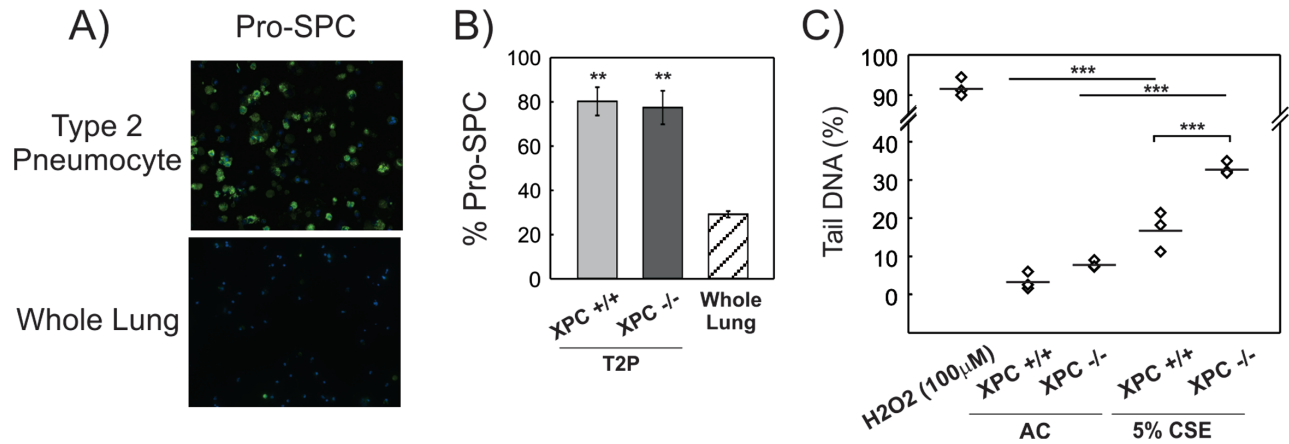 A)
Pro-SPC
Type 2
Pneumocyte
Whole Lung
B)
% Pro-SPC
100
80
60
40
20
0
**
**
XPC +/+
XPC -/-
Whole
Lung
T2P
C)
Tail DNA (%)
100
90
40
30
20
10
0
***
***
***
H2O2 (100μM)
XPC +/+
XPC -/-
XPC +/+
XPC -/-
AC
5% CSE